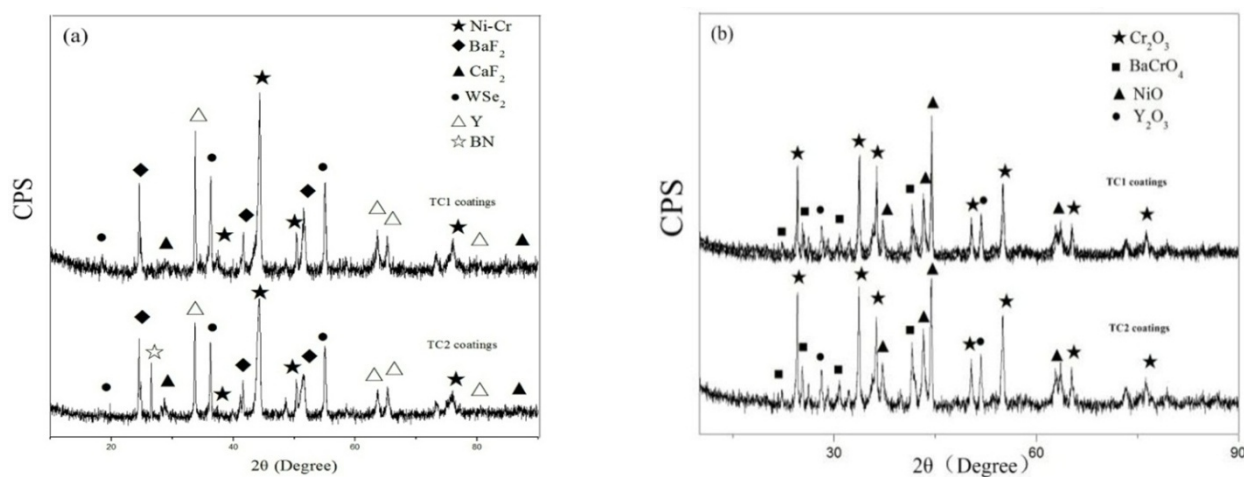 (a)
Ni-Cr
BaF2
CaF2
WSe2
Y
BN
TC1 coatings
TC2 coatings
CPS
20 40 60 80
2θ (Degree)
(b)
Cr2O3
BaCrO4
NiO
Y2O3
TC1 coatings
TC2 coatings
CPS
30 60 90
2θ（Degree）